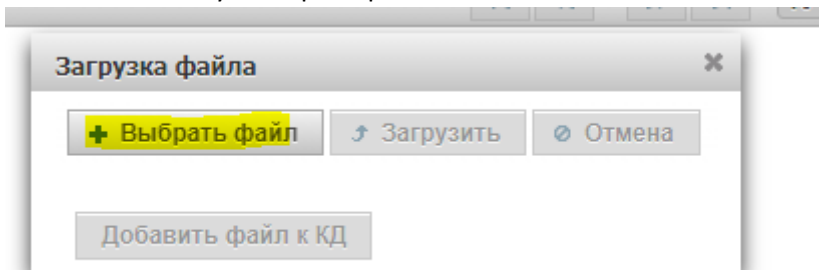 Загрузка файла
Выбрать файл Загрузить Отмена
Добавить файл к КД